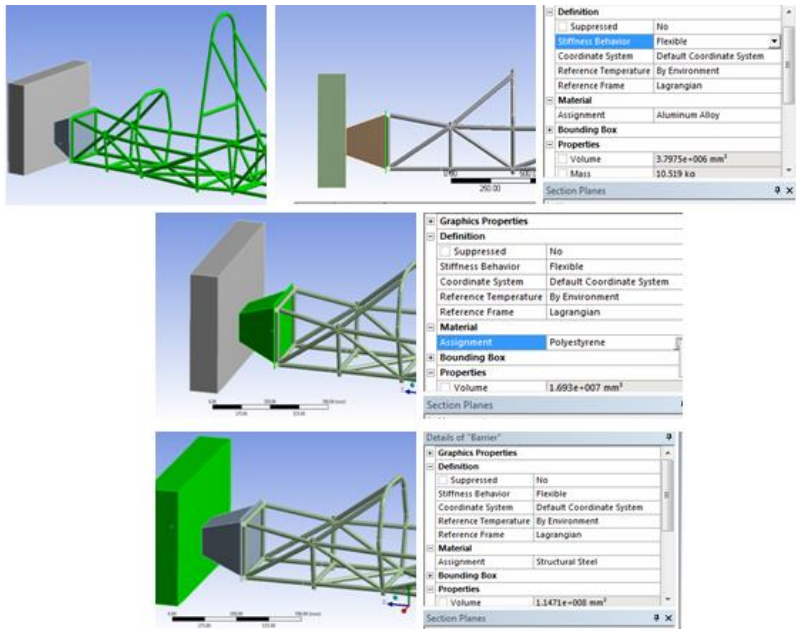 Definition
Suppressed No
Stiffness Behavior Flexible
Coordinate System Default Coordinate System
Reference Temperature By Environment
Reference Frame Lagrangian
Material
Assignment Aluminum Alloy
Bounding Box
Properties
Volume 3.7975e+006 mm³
Mass 10.519 kg
Section Planes
0.00 500
250.00
Graphics Properties
Definition
Suppressed No
Stiffness Behavior Flexible
Coordinate System Default Coordinate System
Reference Temperature By Environment
Reference Frame Lagrangian
Material
Assignment Polyestyrene
Bounding Box
Properties
Volume 1.693e+007 mm³
Section Planes
Details of "Barrier"
Graphics Properties
Definition
Suppressed No
Stiffness Behavior Flexible
Coordinate System Default Coordinate System
Reference Temperature By Environment
Reference Frame Lagrangian
Material
Assignment Structural Steel
Bounding Box
Properties
Volume 1.1471e+008 mm³
Section Planes